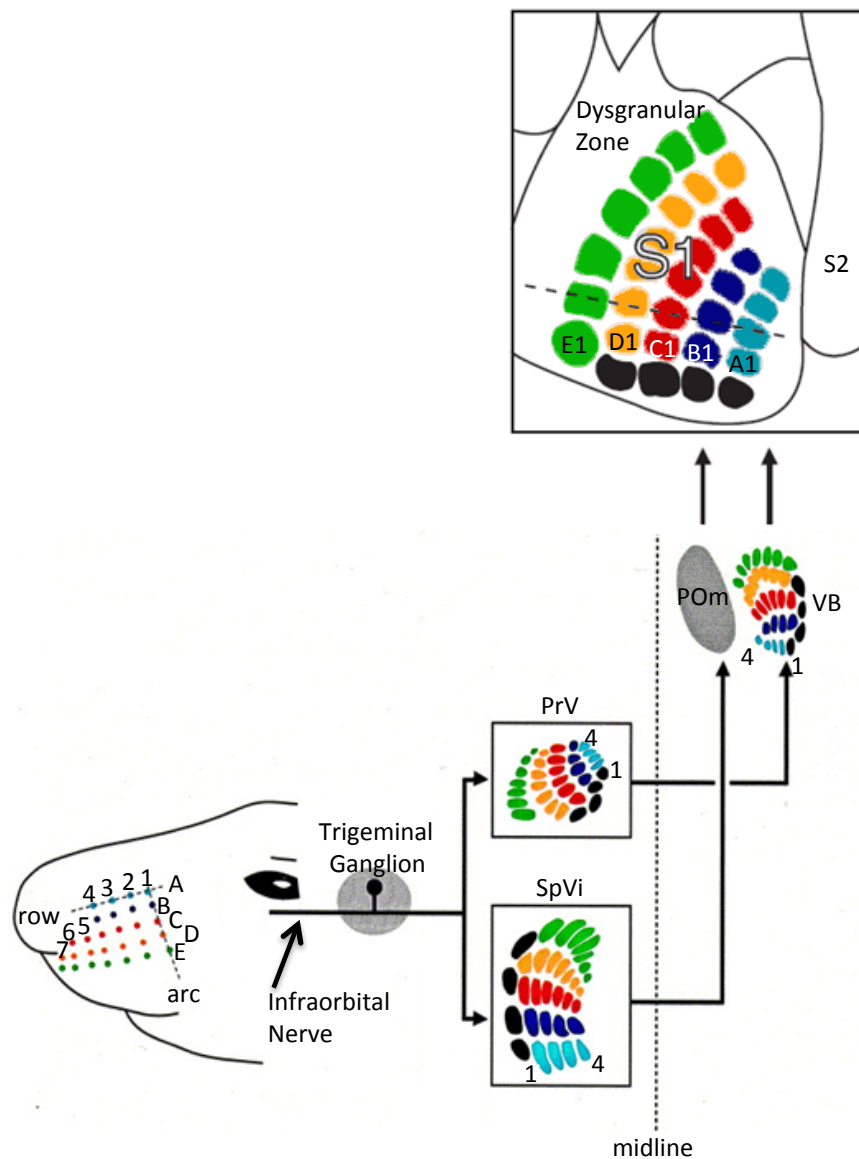 Dysgranular
Zone
S1
S2
E1
D1
C1
B1
A1
POm
VB
4
1
PrV
4
1
Trigeminal
Ganglion
SpVi
1
4
row
4
3
2
1
A
B
C
D
E
6
5
7
arc
Infraorbital
Nerve
midline